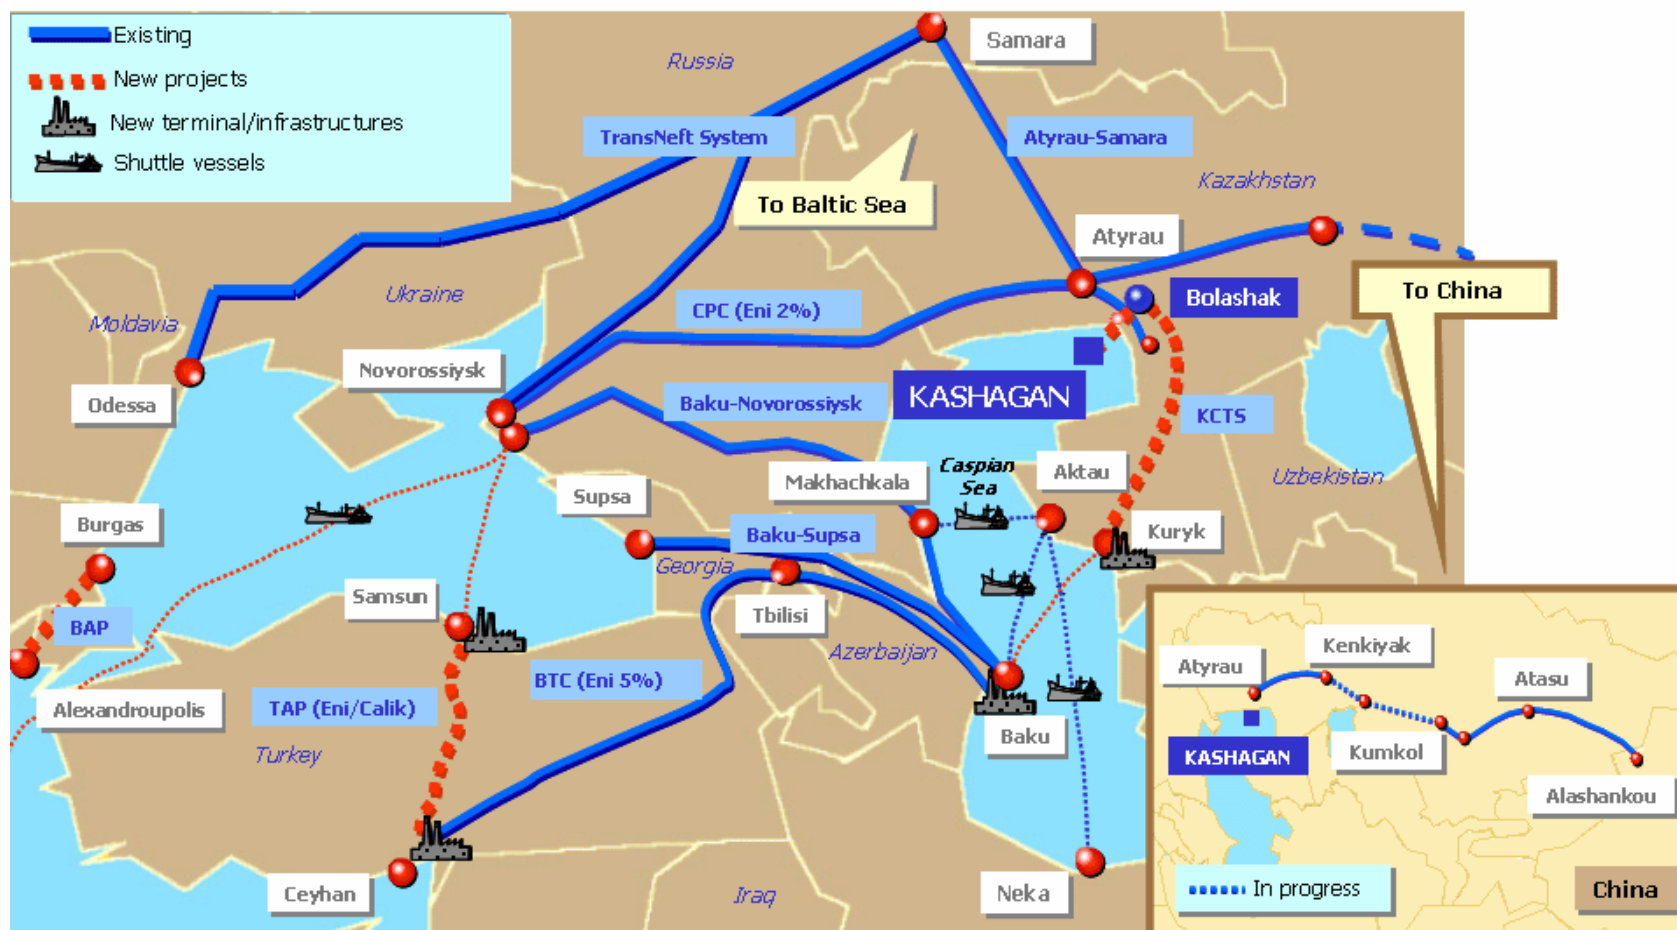 Existing
New projects
New terminal/infrastructures
Shuttle vessels
Samara
Russia
TransNeft System
Atyrau-Samara
Kazakhstan
To Baltic Sea
Atyrau
Ukraine
Moldavia
CPC (Eni 2%)
Bolashak
To China
Novorossiysk
Odessa
Baku-Novorossiysk
KASHAGAN
KCTS
Caspian
Sea
Makhachkala
Aktau
Uzbekistan
Supsa
Burgas
Baku-Supsa
Kuryk
Georgia
Samsun
Tbilisi
BAP
Azerbaijan
BTC (Eni 5%)
Alexandroupolis
TAP (Eni/Calik)
Turkey
Baku
Ceyhan
Iraq
Neka
Kenkiyak
Atyrau
Atasu
KASHAGAN
Kumkol
Alashankou
In progress
China